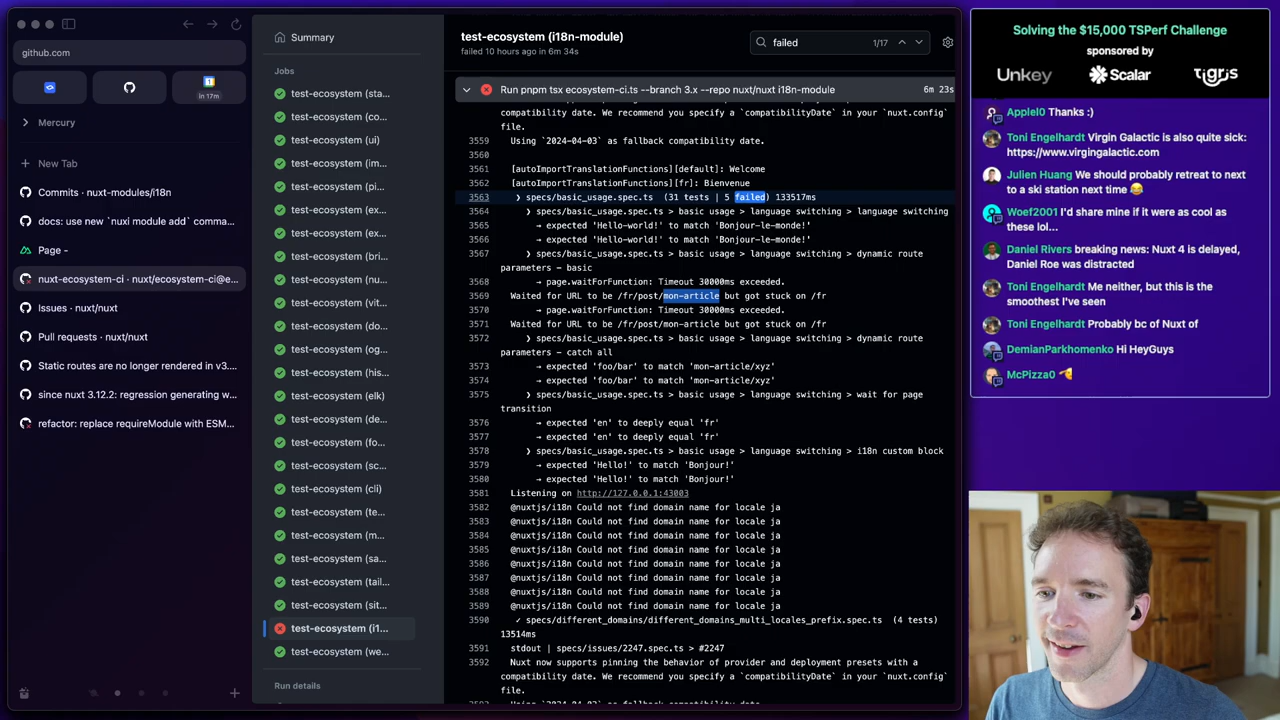 github.com
in 17m
Mercury
New Tab
Commits · nuxt-modules/i18n
docs: use new `nuxi module add` comma...
Page -
nuxt-ecosystem-ci · nuxt/ecosystem-ci@e...
Issues · nuxt/nuxt
Pull requests · nuxt/nuxt
Static routes are no longer rendered in v3....
since nuxt 3.12.2: regression generating w...
refactor: replace requireModule with ESM...
Summary
Jobs
test-ecosystem (sta...
test-ecosystem (co...
test-ecosystem (ui)
test-ecosystem (im...
test-ecosystem (pi...
test-ecosystem (ex...
test-ecosystem (ex...
test-ecosystem (bri...
test-ecosystem (nu...
test-ecosystem (vit...
test-ecosystem (do...
test-ecosystem (og...
test-ecosystem (his...
test-ecosystem (elk)
test-ecosystem (de...
test-ecosystem (fo...
test-ecosystem (sc...
test-ecosystem (cli)
test-ecosystem (te...
test-ecosystem (m...
test-ecosystem (sa...
test-ecosystem (tail...
test-ecosystem (sit...
test-ecosystem (i1...
test-ecosystem (we...
Run details
test-ecosystem (i18n-module)
failed 10 hours ago in 6m 34s
failed 1/17
Run pnpm tsx ecosystem-ci.ts --branch 3.x --repo nuxt/nuxt i18n-module 6m 23s
compatibility date. We recommend you specify a `compatibilityDate` in your `nuxt.config`
file.
3559 Using `2024-04-03` as fallback compatibility date.
3560
3561 [autoImportTranslationFunctions][default]: Welcome
3562 [autoImportTranslationFunctions][fr]: Bienvenue
3563 ❯ specs/basic_usage.spec.ts (31 tests | 5 failed) 133517ms
3564 ❯ specs/basic_usage.spec.ts > basic usage > language switching > language switching
3565 → expected 'Hello-world!' to match 'Bonjour-le-monde!'
3566 → expected 'Hello-world!' to match 'Bonjour-le-monde!'
3567 ❯ specs/basic_usage.spec.ts > basic usage > language switching > dynamic route
parameters - basic
3568 → page.waitForFunction: Timeout 30000ms exceeded.
3569 Waited for URL to be /fr/post/mon-article but got stuck on /fr
3570 → page.waitForFunction: Timeout 30000ms exceeded.
3571 Waited for URL to be /fr/post/mon-article but got stuck on /fr
3572 ❯ specs/basic_usage.spec.ts > basic usage > language switching > dynamic route
parameters - catch all
3573 → expected 'foo/bar' to match 'mon-article/xyz'
3574 → expected 'foo/bar' to match 'mon-article/xyz'
3575 ❯ specs/basic_usage.spec.ts > basic usage > language switching > wait for page
transition
3576 → expected 'en' to deeply equal 'fr'
3577 → expected 'en' to deeply equal 'fr'
3578 ❯ specs/basic_usage.spec.ts > basic usage > language switching > i18n custom block
3579 → expected 'Hello!' to match 'Bonjour!'
3580 → expected 'Hello!' to match 'Bonjour!'
3581 Listening on http://127.0.0.1:43003
3582 @nuxtjs/i18n Could not find domain name for locale ja
3583 @nuxtjs/i18n Could not find domain name for locale ja
3584 @nuxtjs/i18n Could not find domain name for locale ja
3585 @nuxtjs/i18n Could not find domain name for locale ja
3586 @nuxtjs/i18n Could not find domain name for locale ja
3587 @nuxtjs/i18n Could not find domain name for locale ja
3588 @nuxtjs/i18n Could not find domain name for locale ja
3589 @nuxtjs/i18n Could not find domain name for locale ja
3590 ✓ specs/different_domains/different_domains_multi_locales_prefix.spec.ts (4 tests)
13514ms
3591 stdout | specs/issues/2247.spec.ts > #2247
3592 Nuxt now supports pinning the behavior of provider and deployment presets with a
compatibility date. We recommend you specify a `compatibilityDate` in your `nuxt.config`
file.
Solving the $15,000 TSPerf Challenge
sponsored by
Unkey Scalar tigris
Appleı0 Thanks :)
Toni Engelhardt Virgin Galactic is also quite sick:
https://www.virgingalactic.com
Julien Huang We should probably retreat to next
to a ski station next time 😂
Woef2001 I'd share mine if it were as cool as
these lol...
Daniel Rivers breaking news: Nuxt 4 is delayed,
Daniel Roe was distracted
Toni Engelhardt Me neither, but this is the
smoothest I've seen
Toni Engelhardt Probably bc of Nuxt of
DemianParkhomenko Hi HeyGuys
McPizza0 🫡